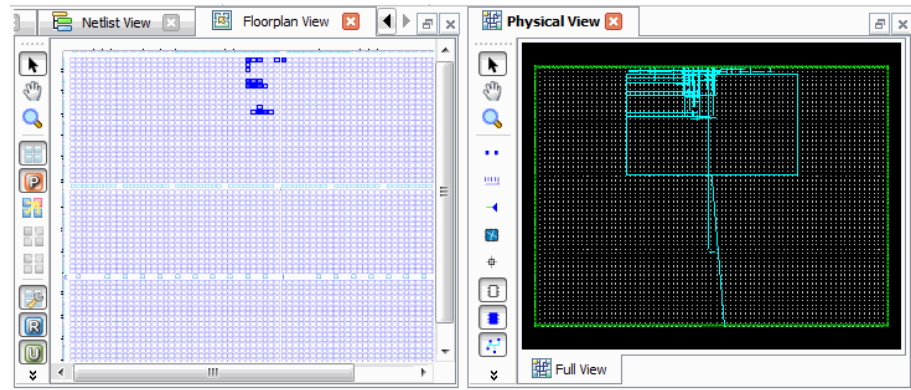 Netlist View
Floorplan View
Physical View
P
R
U
Full View